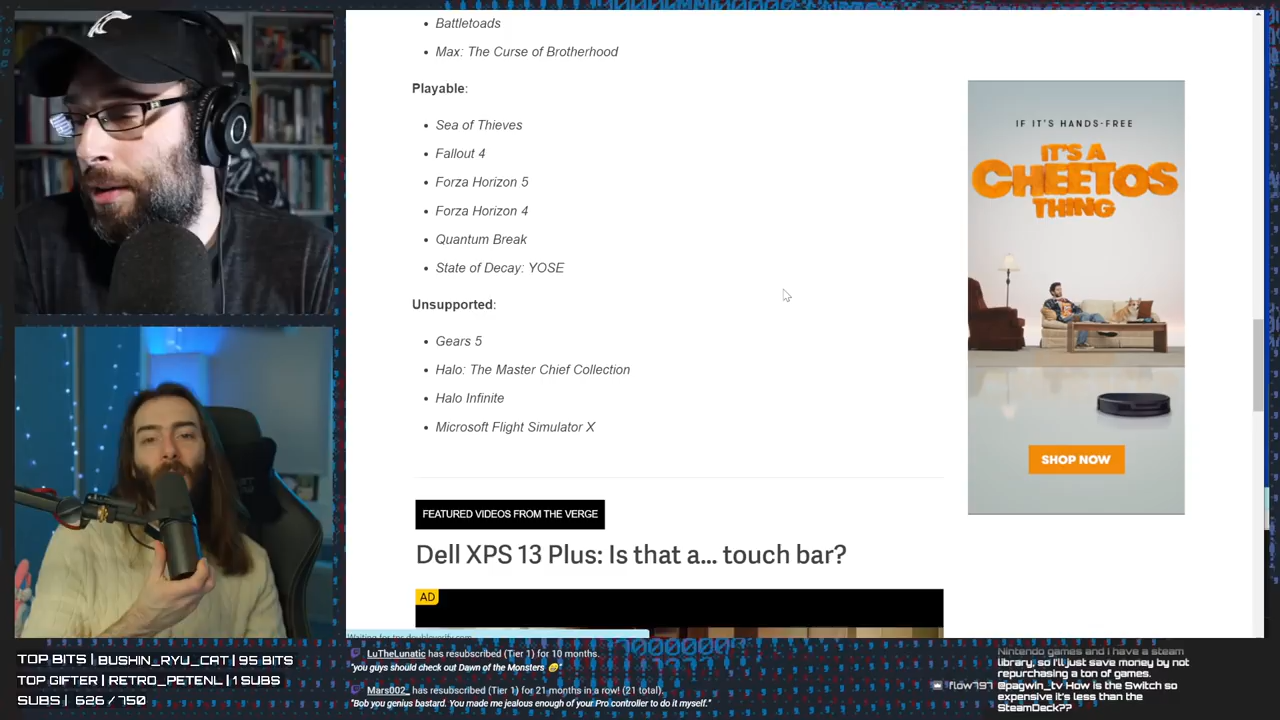 Battletoads
Max: The Curse of Brotherhood
Playable:
Sea of Thieves
Fallout 4
Forza Horizon 5
Forza Horizon 4
Quantum Break
State of Decay: YOSE
Unsupported:
Gears 5
Halo: The Master Chief Collection
Halo Infinite
Microsoft Flight Simulator X
FEATURED VIDEOS FROM THE VERGE
Dell XPS 13 Plus: Is that a... touch bar?
AD
IF IT'S HANDS-FREE
IT'S A
CHEETOS
THING
SHOP NOW
TOP BITS | BUSHIN_RYU_CAT | 95 BITS
TOP GIFTER | RETRO_PETENL | 1 SUBS
SUBS | 626 / 750
LuTheLunatic has resubscribed (Tier 1) for 10 months.
"you guys should check out Dawn of the Monsters"
Mars002_ has resubscribed (Tier 1) for 21 months in a row! (21 total).
"Bob you genius bastard. You made me jealous enough of your Pro controller to do it myself."
Nintendo games and I have a steam
library, so I'll just save money by not
repurchasing a ton of games.
flow797 @pagwin_tv How is the Switch so
expensive it's less than the
SteamDeck??